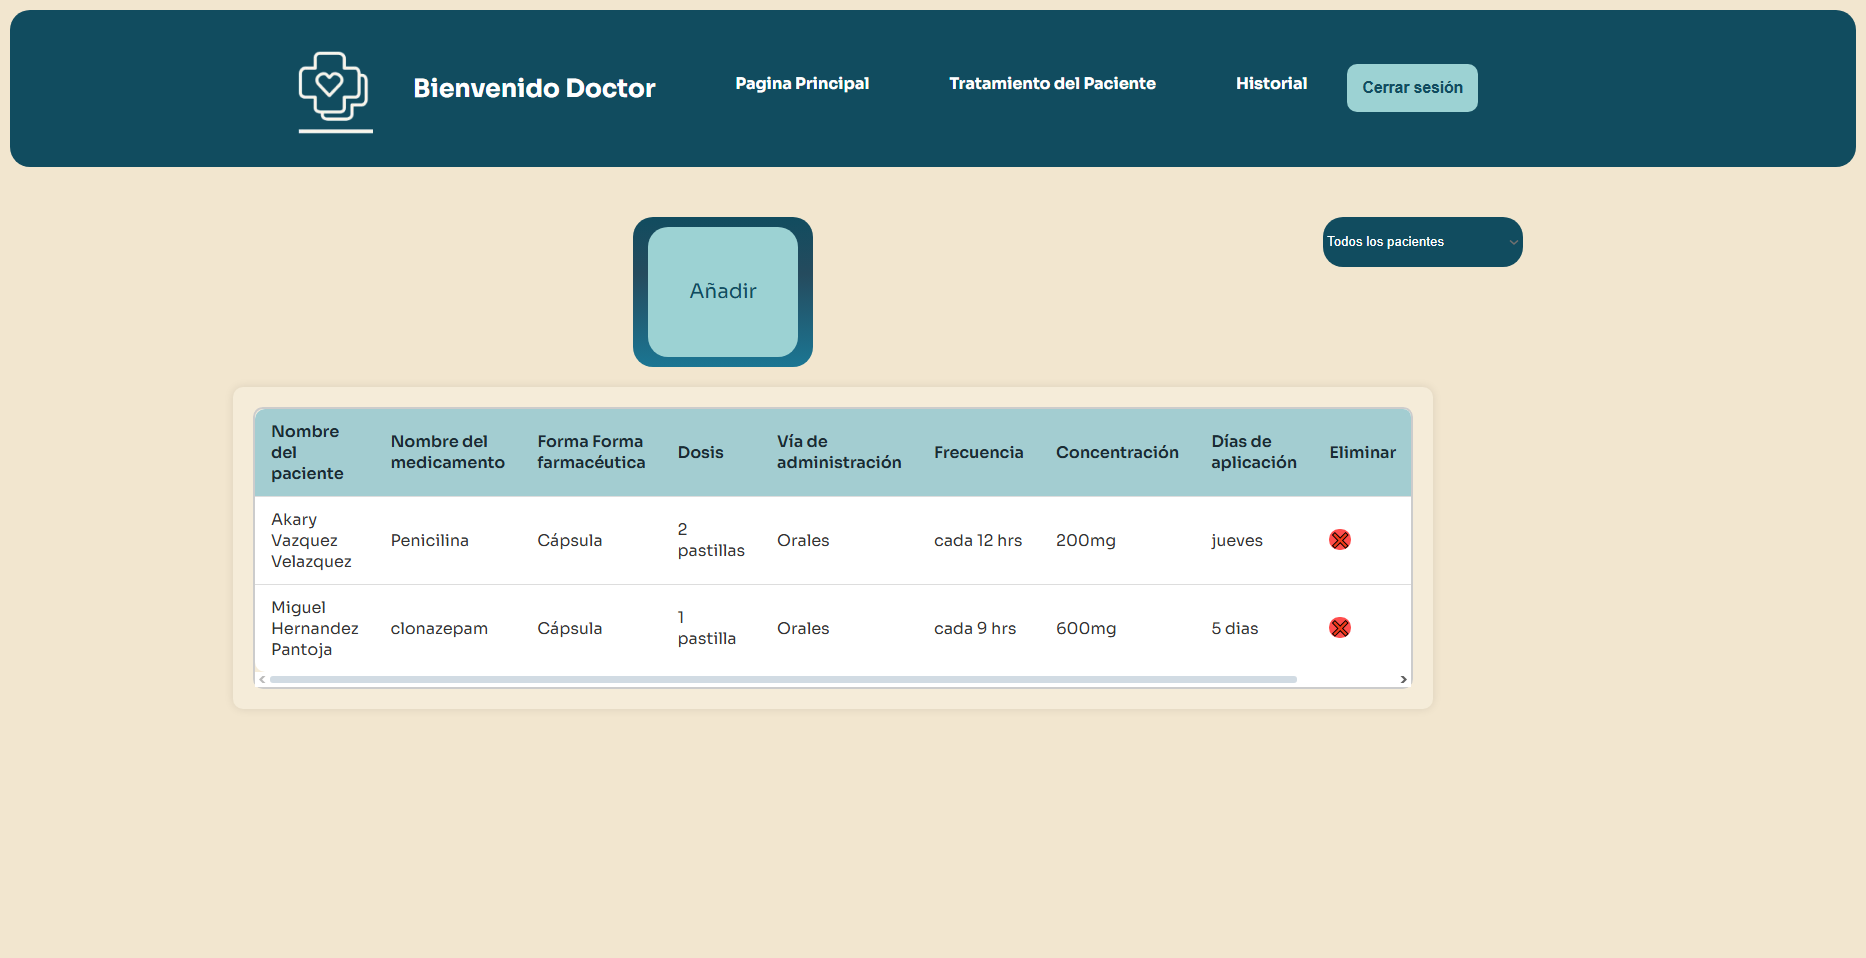 Bienvenido Doctor
Pagina Principal
Tratamiento del Paciente
Historial
Cerrar sesión
Añadir
Todos los pacientes
Nombre del paciente
Nombre del medicamento
Forma Forma farmacéutica
Dosis
Vía de administración
Frecuencia
Concentración
Días de aplicación
Eliminar
Akary Vazquez Velazquez
Penicilina
Cápsula
2 pastillas
Orales
cada 12 hrs
200mg
jueves
Miguel Hernandez Pantoja
clonazepam
Cápsula
1 pastilla
Orales
cada 9 hrs
600mg
5 dias